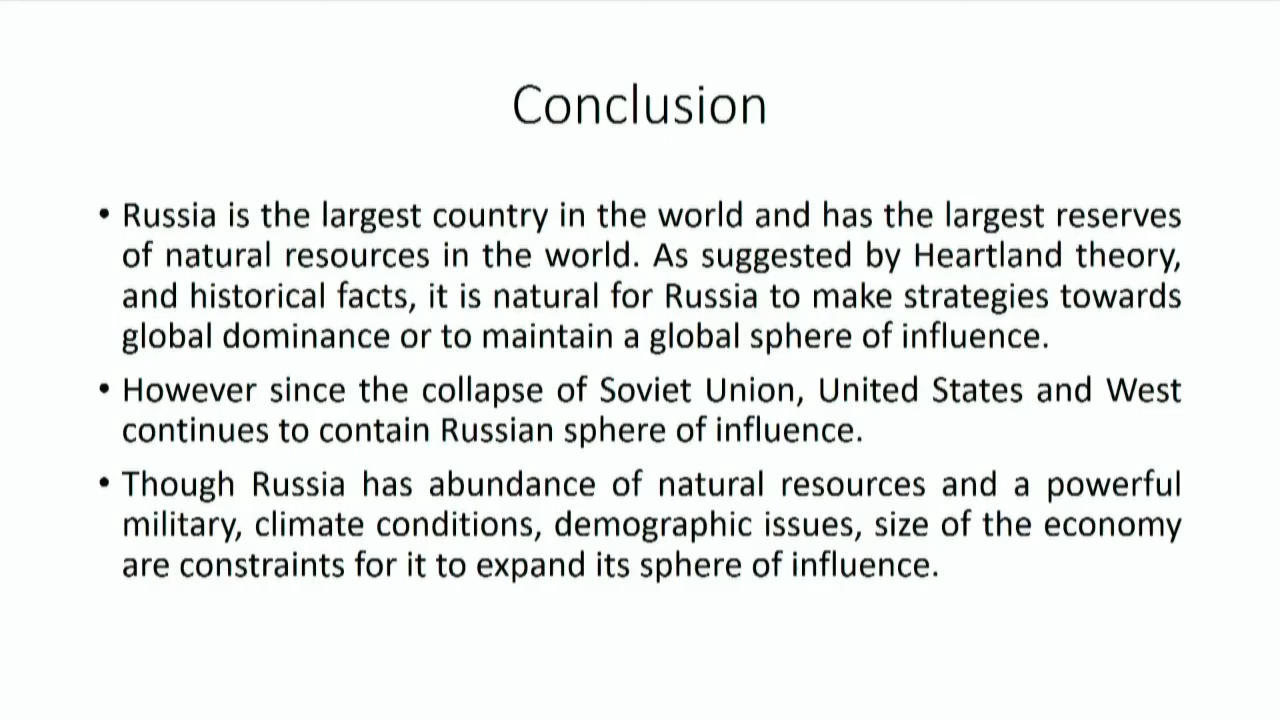 Conclusion
• Russia is the largest country in the world and has the largest reserves
of natural resources in the world. As suggested by Heartland theory,
and historical facts, it is natural for Russia to make strategies towards
global dominance or to maintain a global sphere of influence.
• However since the collapse of Soviet Union, United States and West
continues to contain Russian sphere of influence.
• Though Russia has abundance of natural resources and a powerful
military, climate conditions, demographic issues, size of the economy
are constraints for it to expand its sphere of influence.